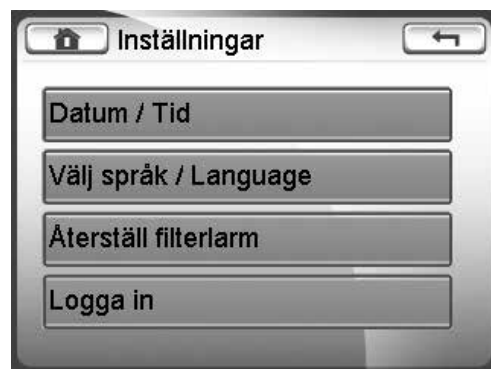 Inställningar
Datum / Tid
Välj språk / Language
Återställ filterlarm
Logga in